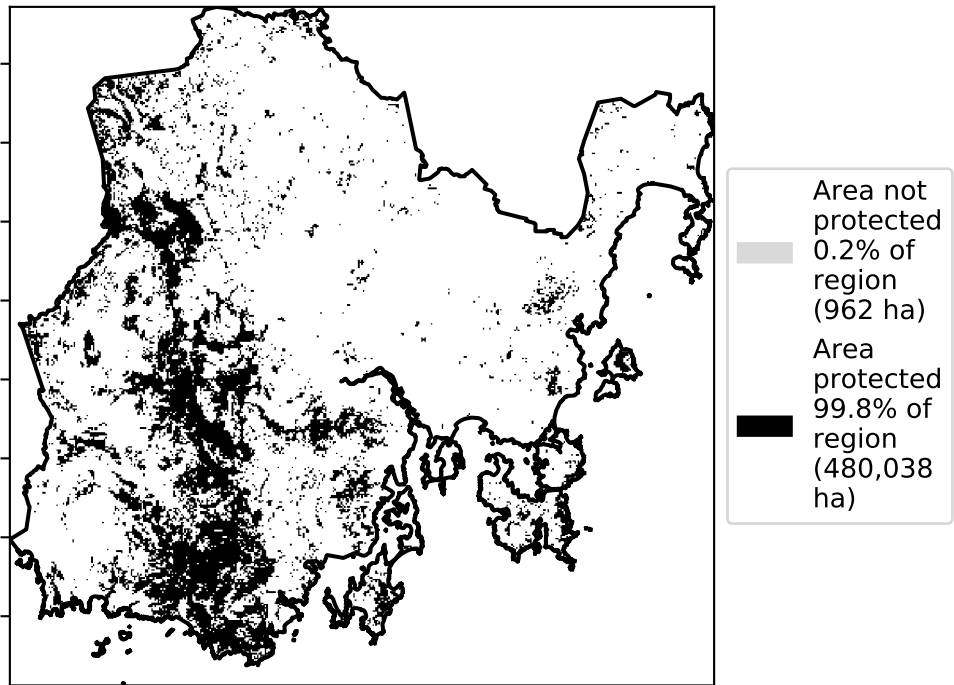 Area not
protected
0.2% of
region
(962 ha)
Area
protected
99.8% of
region
(480,038
ha)